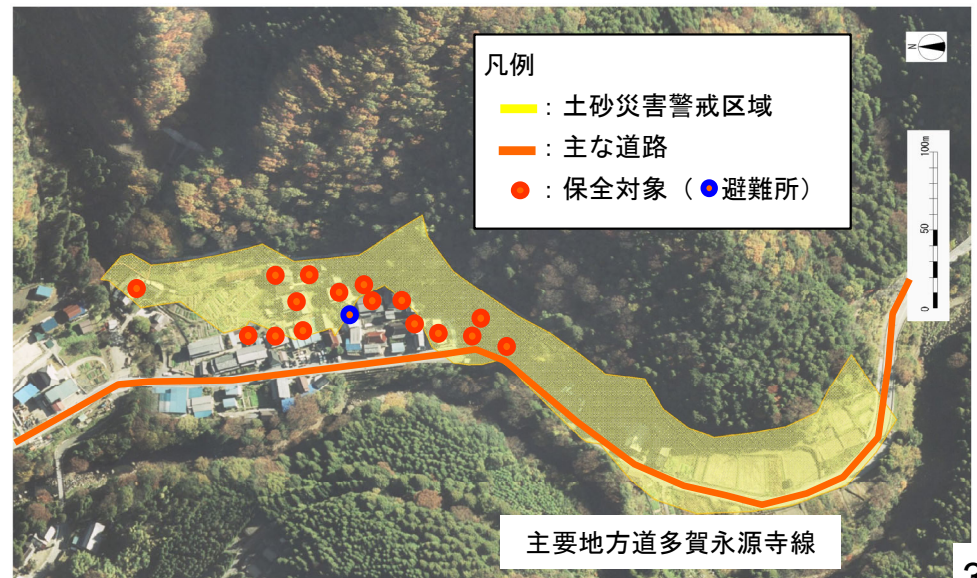 凡例
：土砂災害警戒区域
：主な道路
：保全対象（ 避難所）
N
100m
50
0
主要地方道多賀永源寺線